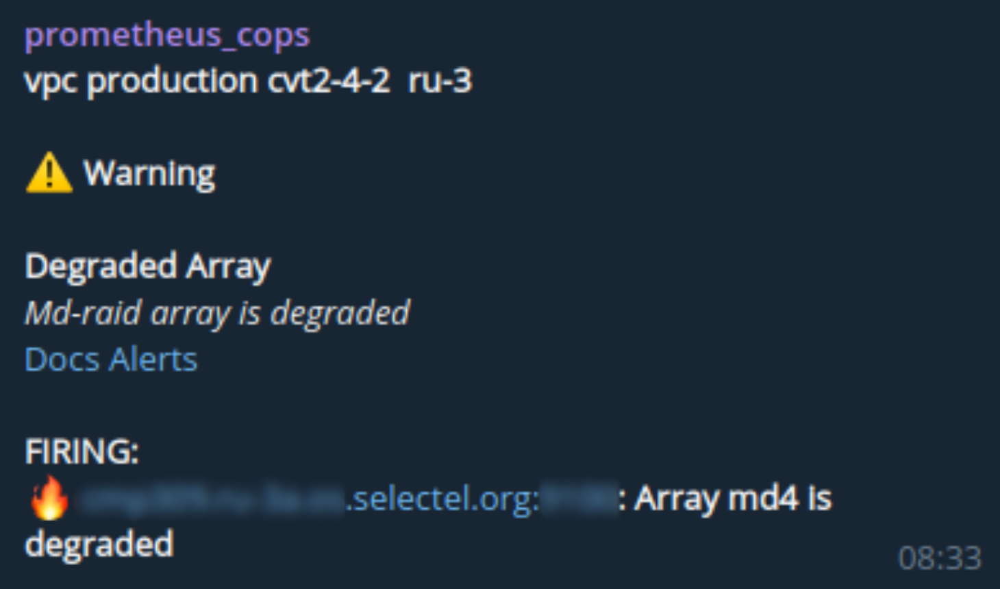 prometheus_cops
vpc production cvt2-4-2 ru-3
⚠️ Warning
Degraded Array
Md-raid array is degraded
Docs Alerts
FIRING:
🔥 .selectel.org: : Array md4 is
degraded
08:33